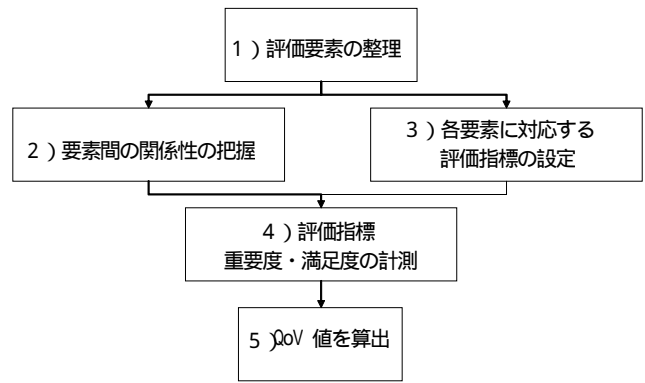 1)評価要素の整理
2)要素間の関係性の把握
3)各要素に対応する
評価指標の設定
4)評価指標
重要度・満足度の計測
5)QoV 値を算出